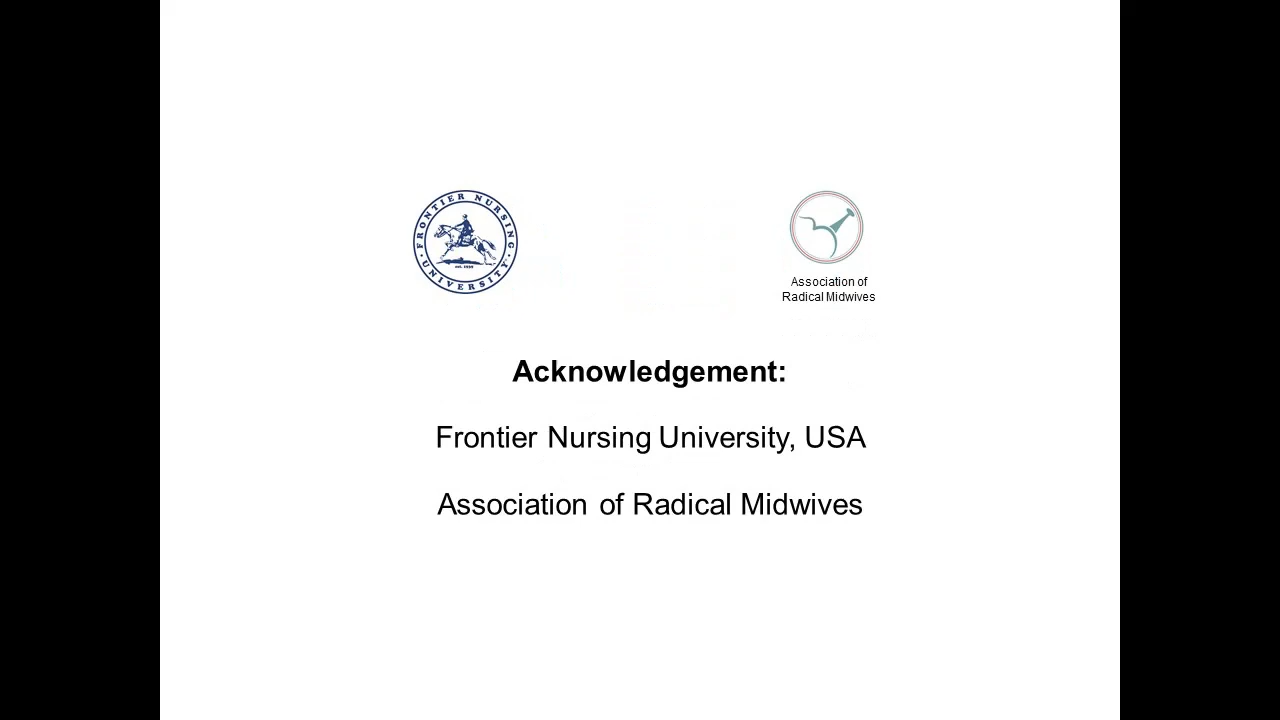 FRONTIER NURSING
UNIVERSITY
Association of
Radical Midwives
Acknowledgement:
Frontier Nursing University, USA
Association of Radical Midwives